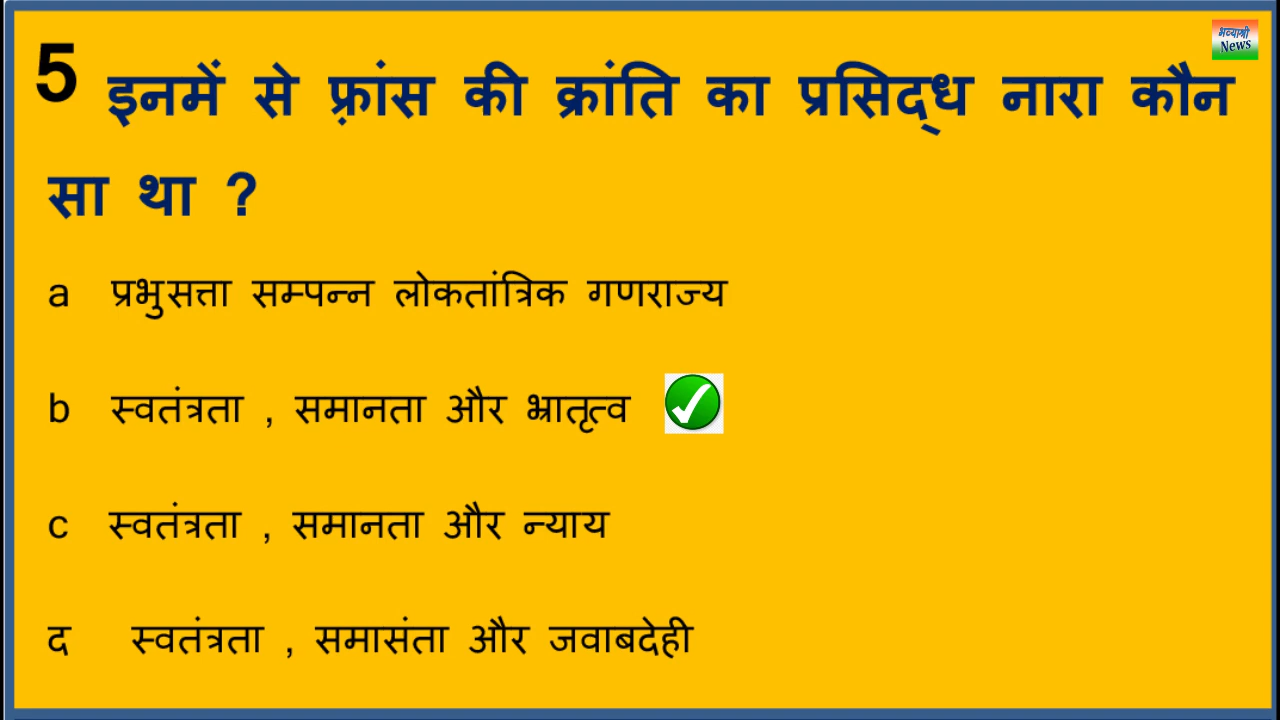 भव्याश्री
News
5 इनमें से फ़्रांस की क्रांति का प्रसिद्ध नारा कौन
सा था ?
a प्रभुसत्ता सम्पन्न लोकतांत्रिक गणराज्य
b स्वतंत्रता , समानता और भ्रातृत्व
c स्वतंत्रता , समानता और न्याय
द स्वतंत्रता , समासंता और जवाबदेही